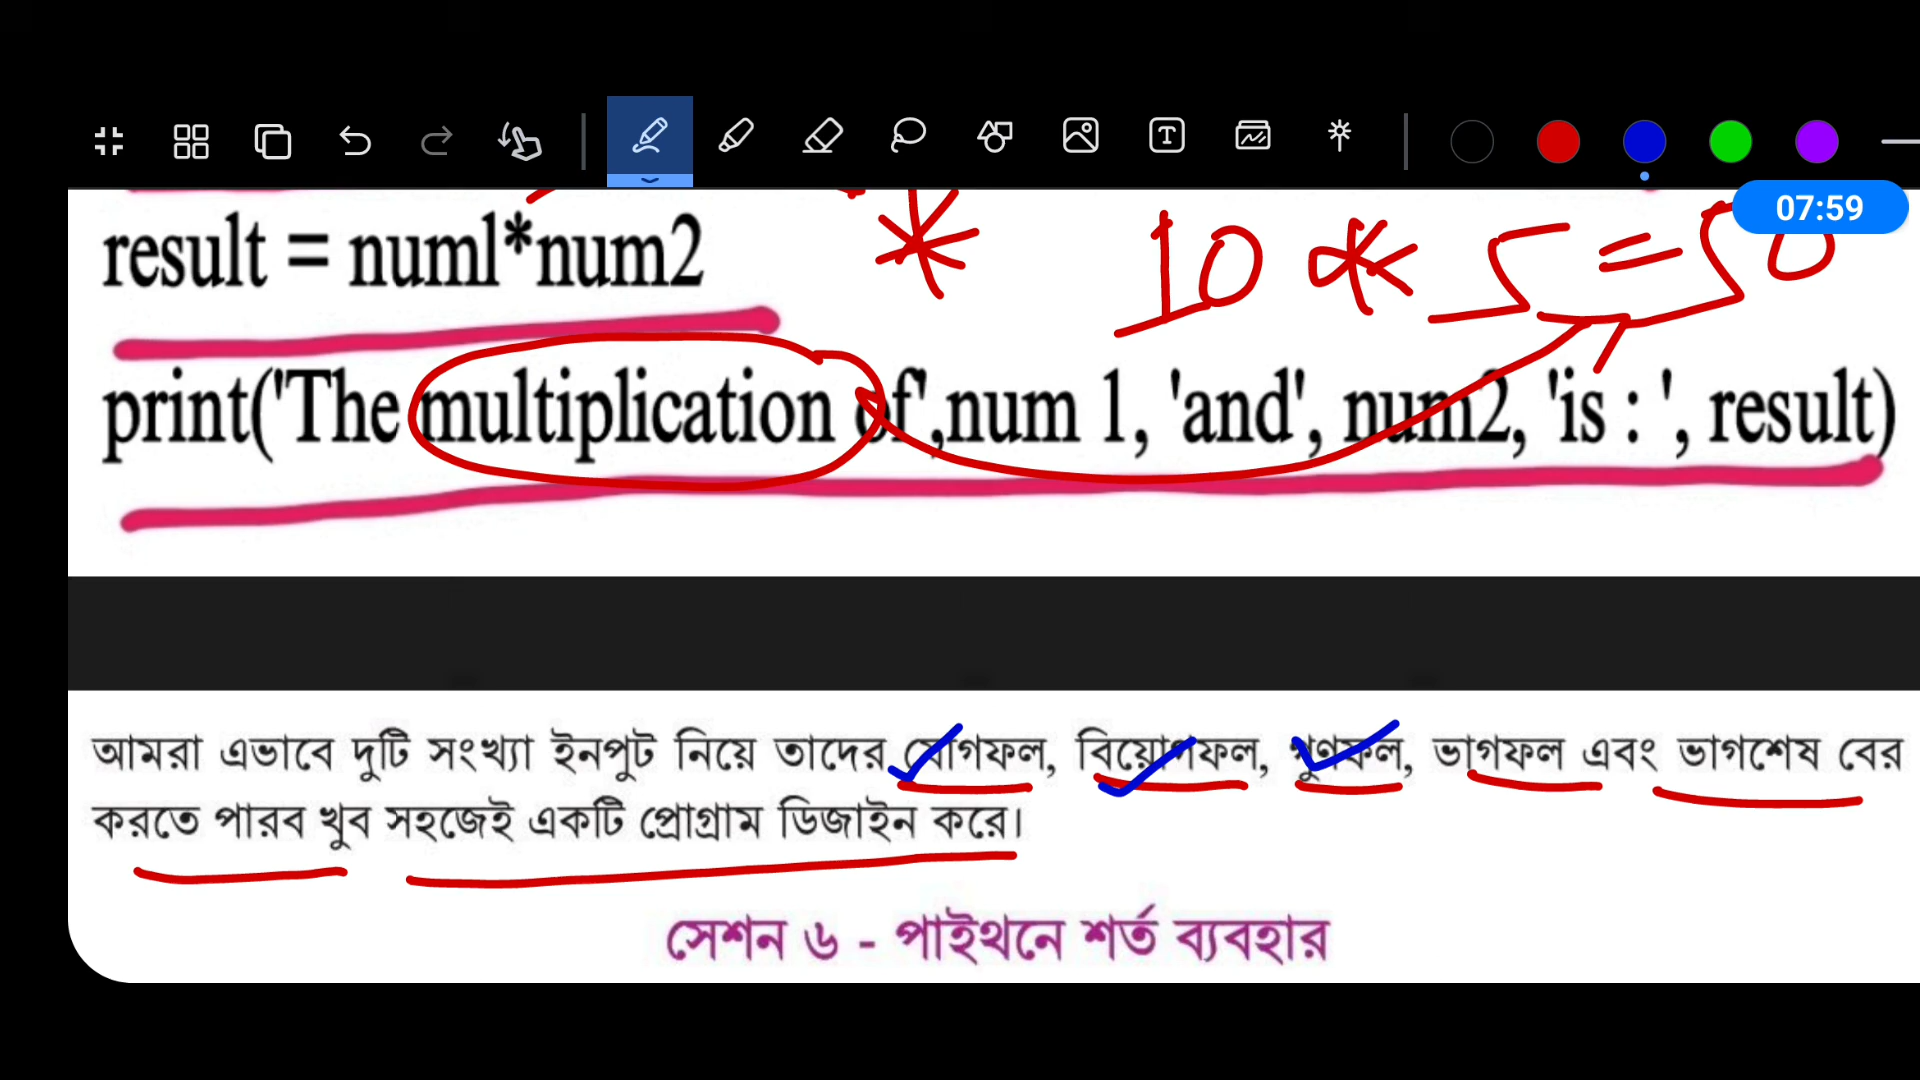 07:59
result = numl*num2
* 10 * 5 = 50
print('The multiplication of',num 1, 'and', num2, 'is : ', result)
আমরা এভাবে দুটি সংখ্যা ইনপুট নিয়ে তাদের যোগফল, বিয়োগফল, গুণফল, ভাগফল এবং ভাগশেষ বের
করতে পারব খুব সহজেই একটি প্রোগ্রাম ডিজাইন করে।
সেশন ৬ - পাইথনে শর্ত ব্যবহার